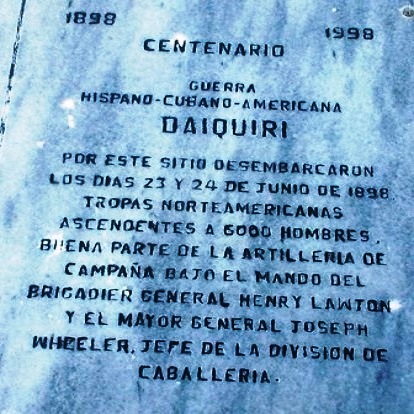 1898 1998
CENTENARIO
GUERRA
HISPANO-CUBANO-AMERICANA
DAIQUIRI
POR ESTE SITIO DESEMBARCARON
LOS DIAS 23 Y 24 DE JUNIO DE 1898
TROPAS NORTEAMERICANAS
ASCENDENTES A 6000 HOMBRES,
BUENA PARTE DE LA ARTILLERIA DE
CAMPAÑA BAJO EL MANDO DEL
BRIGADIER GENERAL HENRY LAWTON
Y EL MAYOR GENERAL JOSEPH
WHEELER, JEFE DE LA DIVISION DE
CABALLERIA.